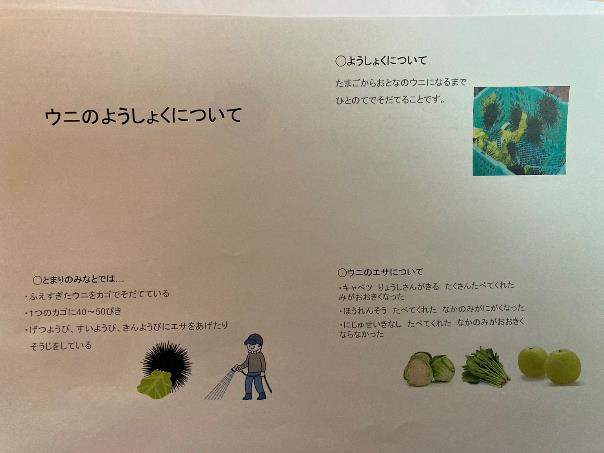 ウニのようしょくについて
○ようしょくについて
たまごからおとなのウニになるまで
ひとのてでそだてることです。
○とまりのみなとでは…
・ふえすぎたウニをカゴでそだてている
・1つのカゴに40～50ぴき
・げつようび、すいようび、きんようびにエサをあげたり
そうじをしている
○ウニのエサについて
・キャベツ りょうしさんがきる たくさんたべてくれた
みがおおきくなった
・ほうれんそう たべてくれた なかのみがにがくなった
・にじゅせいきなし たべてくれた なかのみがおおきく
ならなかった